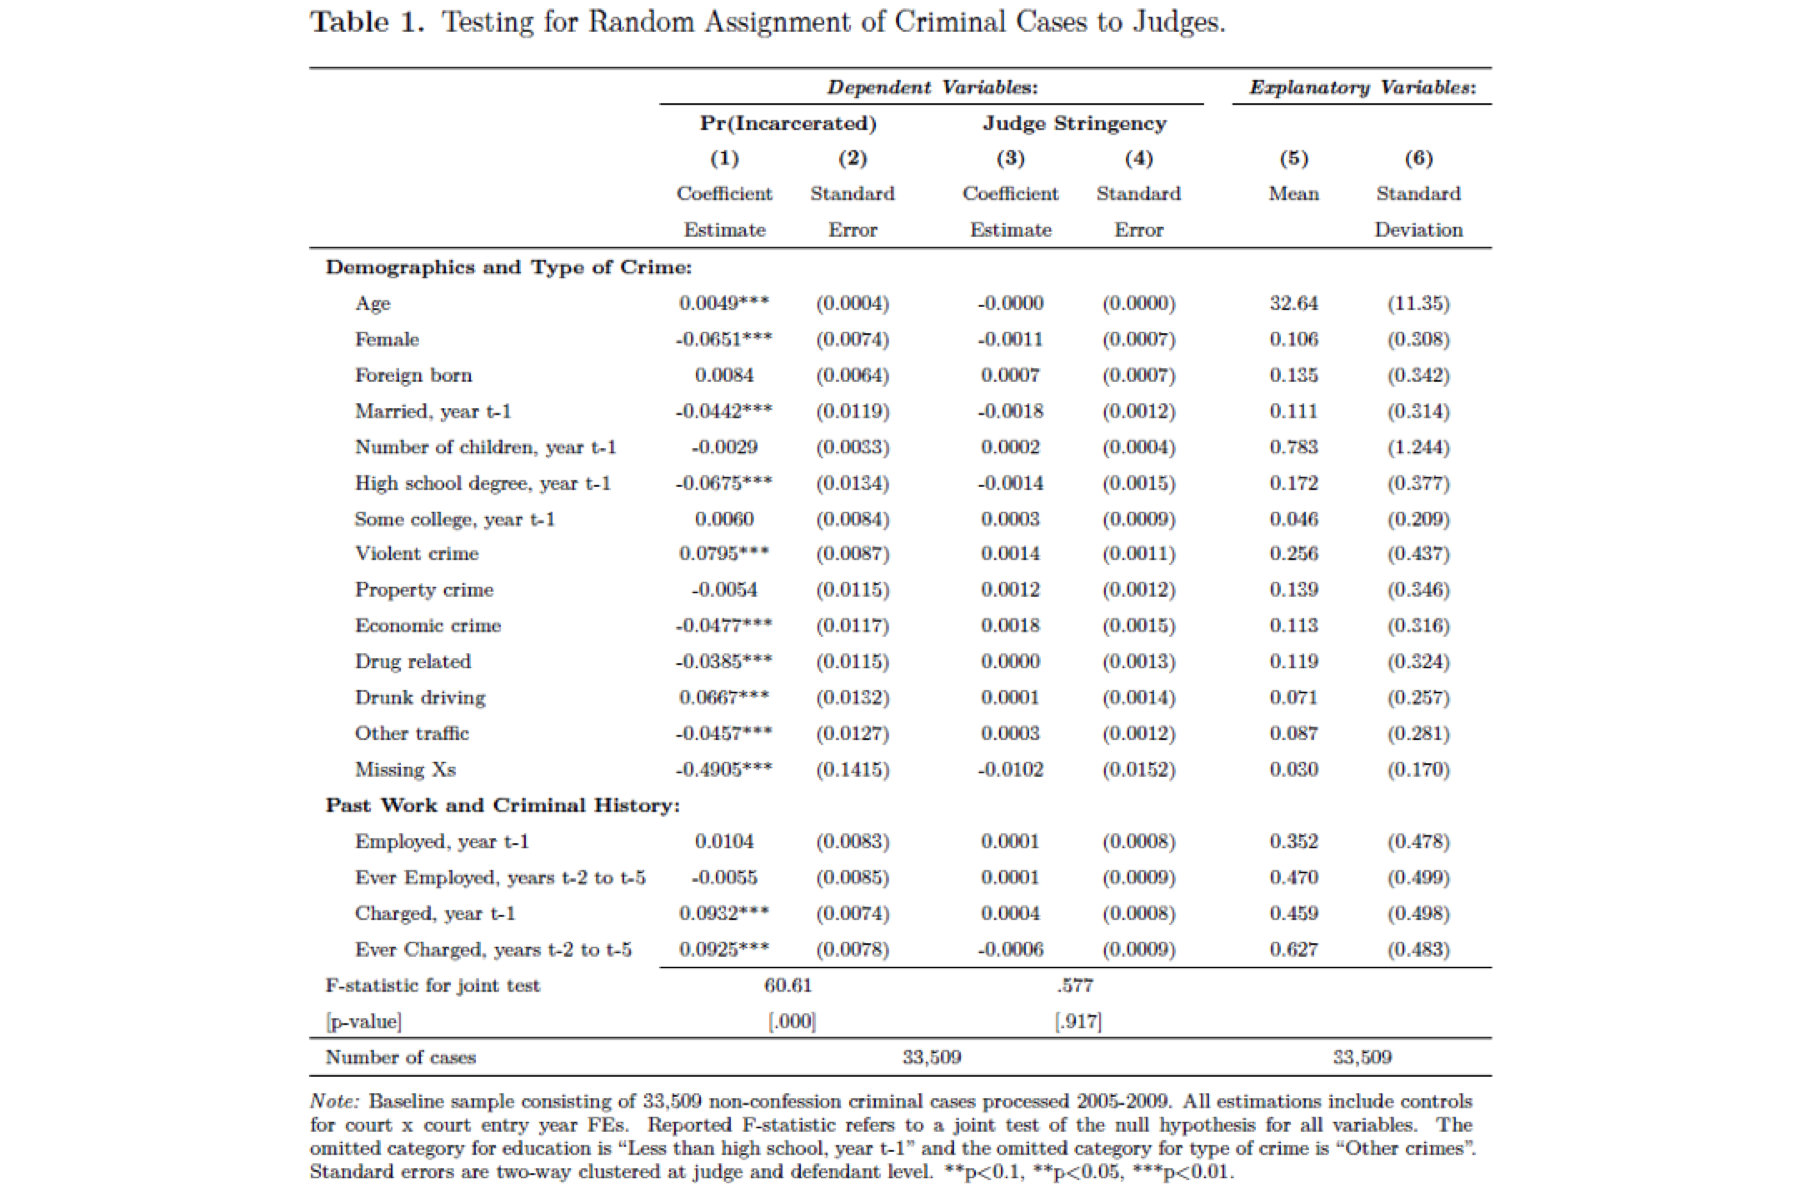 Table 1. Testing for Random Assignment of Criminal Cases to Judges.
Dependent Variables: Explanatory Variables:
Pr(Incarcerated) Judge Stringency
(1) (2) (3) (4) (5) (6)
Coefficient Standard Coefficient Standard Mean Standard
Estimate Error Estimate Error Deviation
Demographics and Type of Crime:
Age 0.0049*** (0.0004) -0.0000 (0.0000) 32.64 (11.35)
Female -0.0651*** (0.0074) -0.0011 (0.0007) 0.106 (0.308)
Foreign born 0.0084 (0.0064) 0.0007 (0.0007) 0.135 (0.342)
Married, year t-1 -0.0442*** (0.0119) -0.0018 (0.0012) 0.111 (0.314)
Number of children, year t-1 -0.0029 (0.0033) 0.0002 (0.0004) 0.783 (1.244)
High school degree, year t-1 -0.0675*** (0.0134) -0.0014 (0.0015) 0.172 (0.377)
Some college, year t-1 0.0060 (0.0084) 0.0003 (0.0009) 0.046 (0.209)
Violent crime 0.0795*** (0.0087) 0.0014 (0.0011) 0.256 (0.437)
Property crime -0.0054 (0.0115) 0.0012 (0.0012) 0.139 (0.346)
Economic crime -0.0477*** (0.0117) 0.0018 (0.0015) 0.113 (0.316)
Drug related -0.0385*** (0.0115) 0.0000 (0.0013) 0.119 (0.324)
Drunk driving 0.0667*** (0.0132) 0.0001 (0.0014) 0.071 (0.257)
Other traffic -0.0457*** (0.0127) 0.0003 (0.0012) 0.087 (0.281)
Missing Xs -0.4905*** (0.1415) -0.0102 (0.0152) 0.030 (0.170)
Past Work and Criminal History:
Employed, year t-1 0.0104 (0.0083) 0.0001 (0.0008) 0.352 (0.478)
Ever Employed, years t-2 to t-5 -0.0055 (0.0085) 0.0001 (0.0009) 0.470 (0.499)
Charged, year t-1 0.0932*** (0.0074) 0.0004 (0.0008) 0.459 (0.498)
Ever Charged, years t-2 to t-5 0.0925*** (0.0078) -0.0006 (0.0009) 0.627 (0.483)
F-statistic for joint test 60.61 .577
[p-value] [.000] [.917]
Number of cases 33,509 33,509
Note: Baseline sample consisting of 33,509 non-confession criminal cases processed 2005-2009. All estimations include controls
for court x court entry year FEs. Reported F-statistic refers to a joint test of the null hypothesis for all variables. The
omitted category for education is “Less than high school, year t-1” and the omitted category for type of crime is “Other crimes”.
Standard errors are two-way clustered at judge and defendant level. **p<0.1, **p<0.05, ***p<0.01.